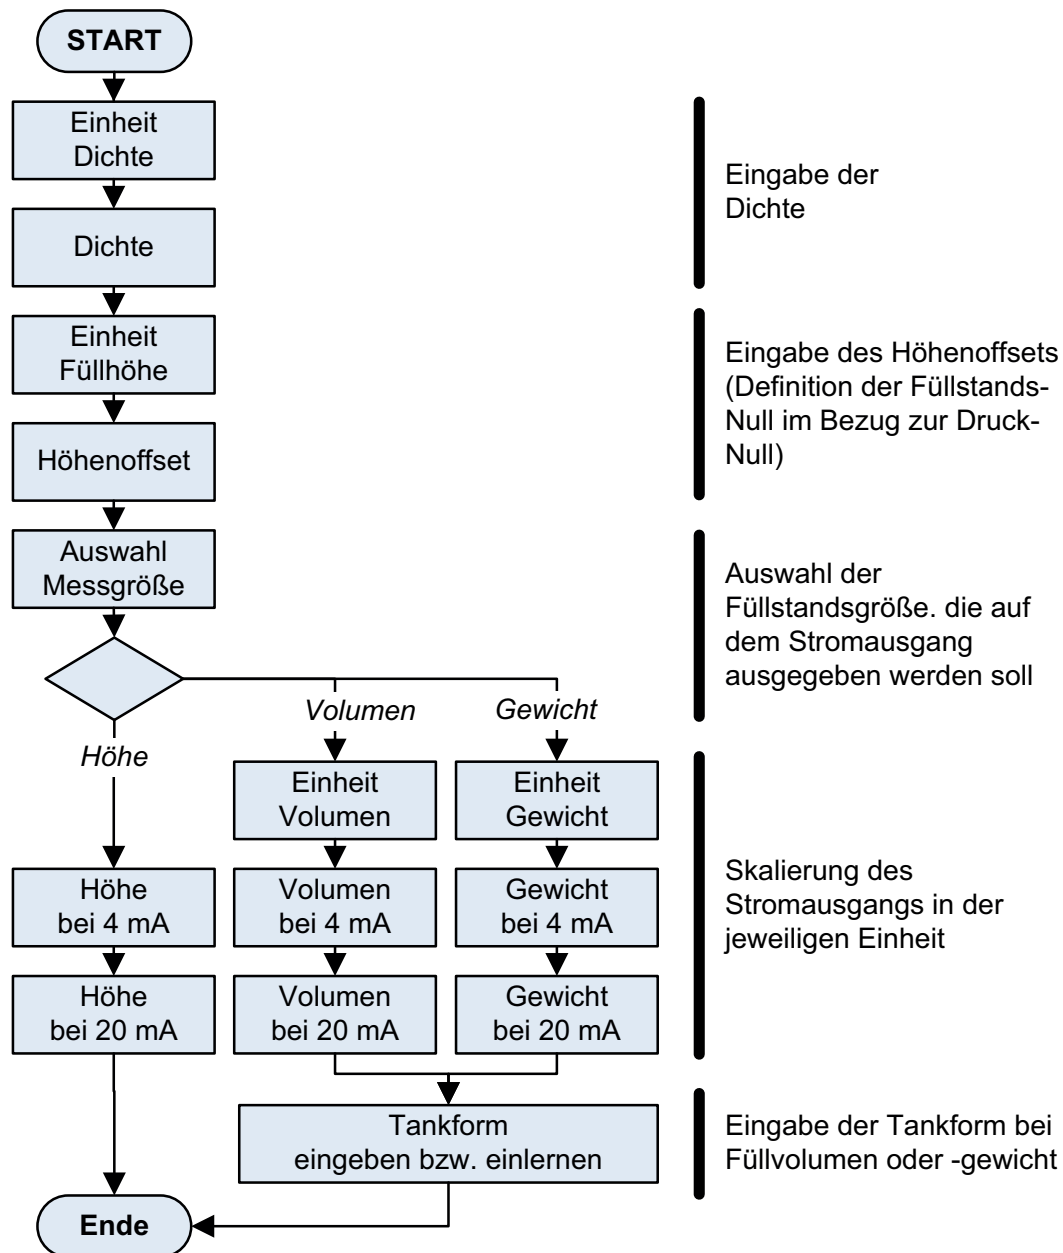 START
Einheit
Dichte
Dichte
Eingabe der
Dichte
Einheit
Füllhöhe
Höhenoffset
Eingabe des Höhenoffsets
(Definition der Füllstands-
Null im Bezug zur Druck-
Null)
Auswahl
Messgröße
Auswahl der
Füllstandsgröße. die auf
dem Stromausgang
ausgegeben werden soll
Höhe
Volumen
Gewicht
Einheit
Volumen
Einheit
Gewicht
Höhe
bei 4 mA
Volumen
bei 4 mA
Gewicht
bei 4 mA
Höhe
bei 20 mA
Volumen
bei 20 mA
Gewicht
bei 20 mA
Skalierung des
Stromausgangs in der
jeweiligen Einheit
Tankform
eingeben bzw. einlernen
Eingabe der Tankform bei
Füllvolumen oder -gewicht
Ende